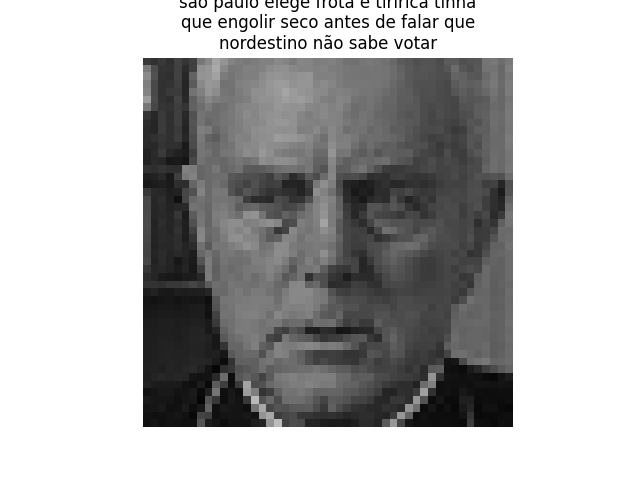 são paulo elege frota e tiririca tinha
que engolir seco antes de falar que
nordestino não sabe votar